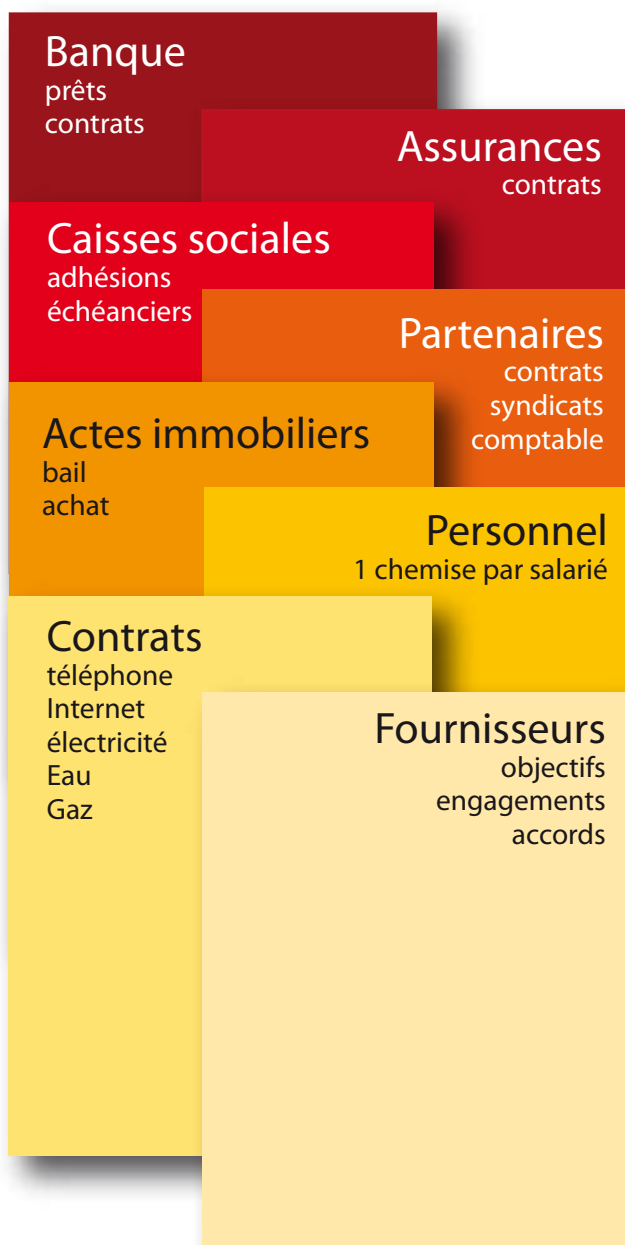 Banque
prêts
contrats
Assurances
contrats
Caisses sociales
adhésions
échéanciers
Partenaires
contrats
syndicats
comptable
Actes immobiliers
bail
achat
Personnel
1 chemise par salarié
Contrats
téléphone
Internet
électricité
Eau
Gaz
Fournisseurs
objectifs
engagements
accords